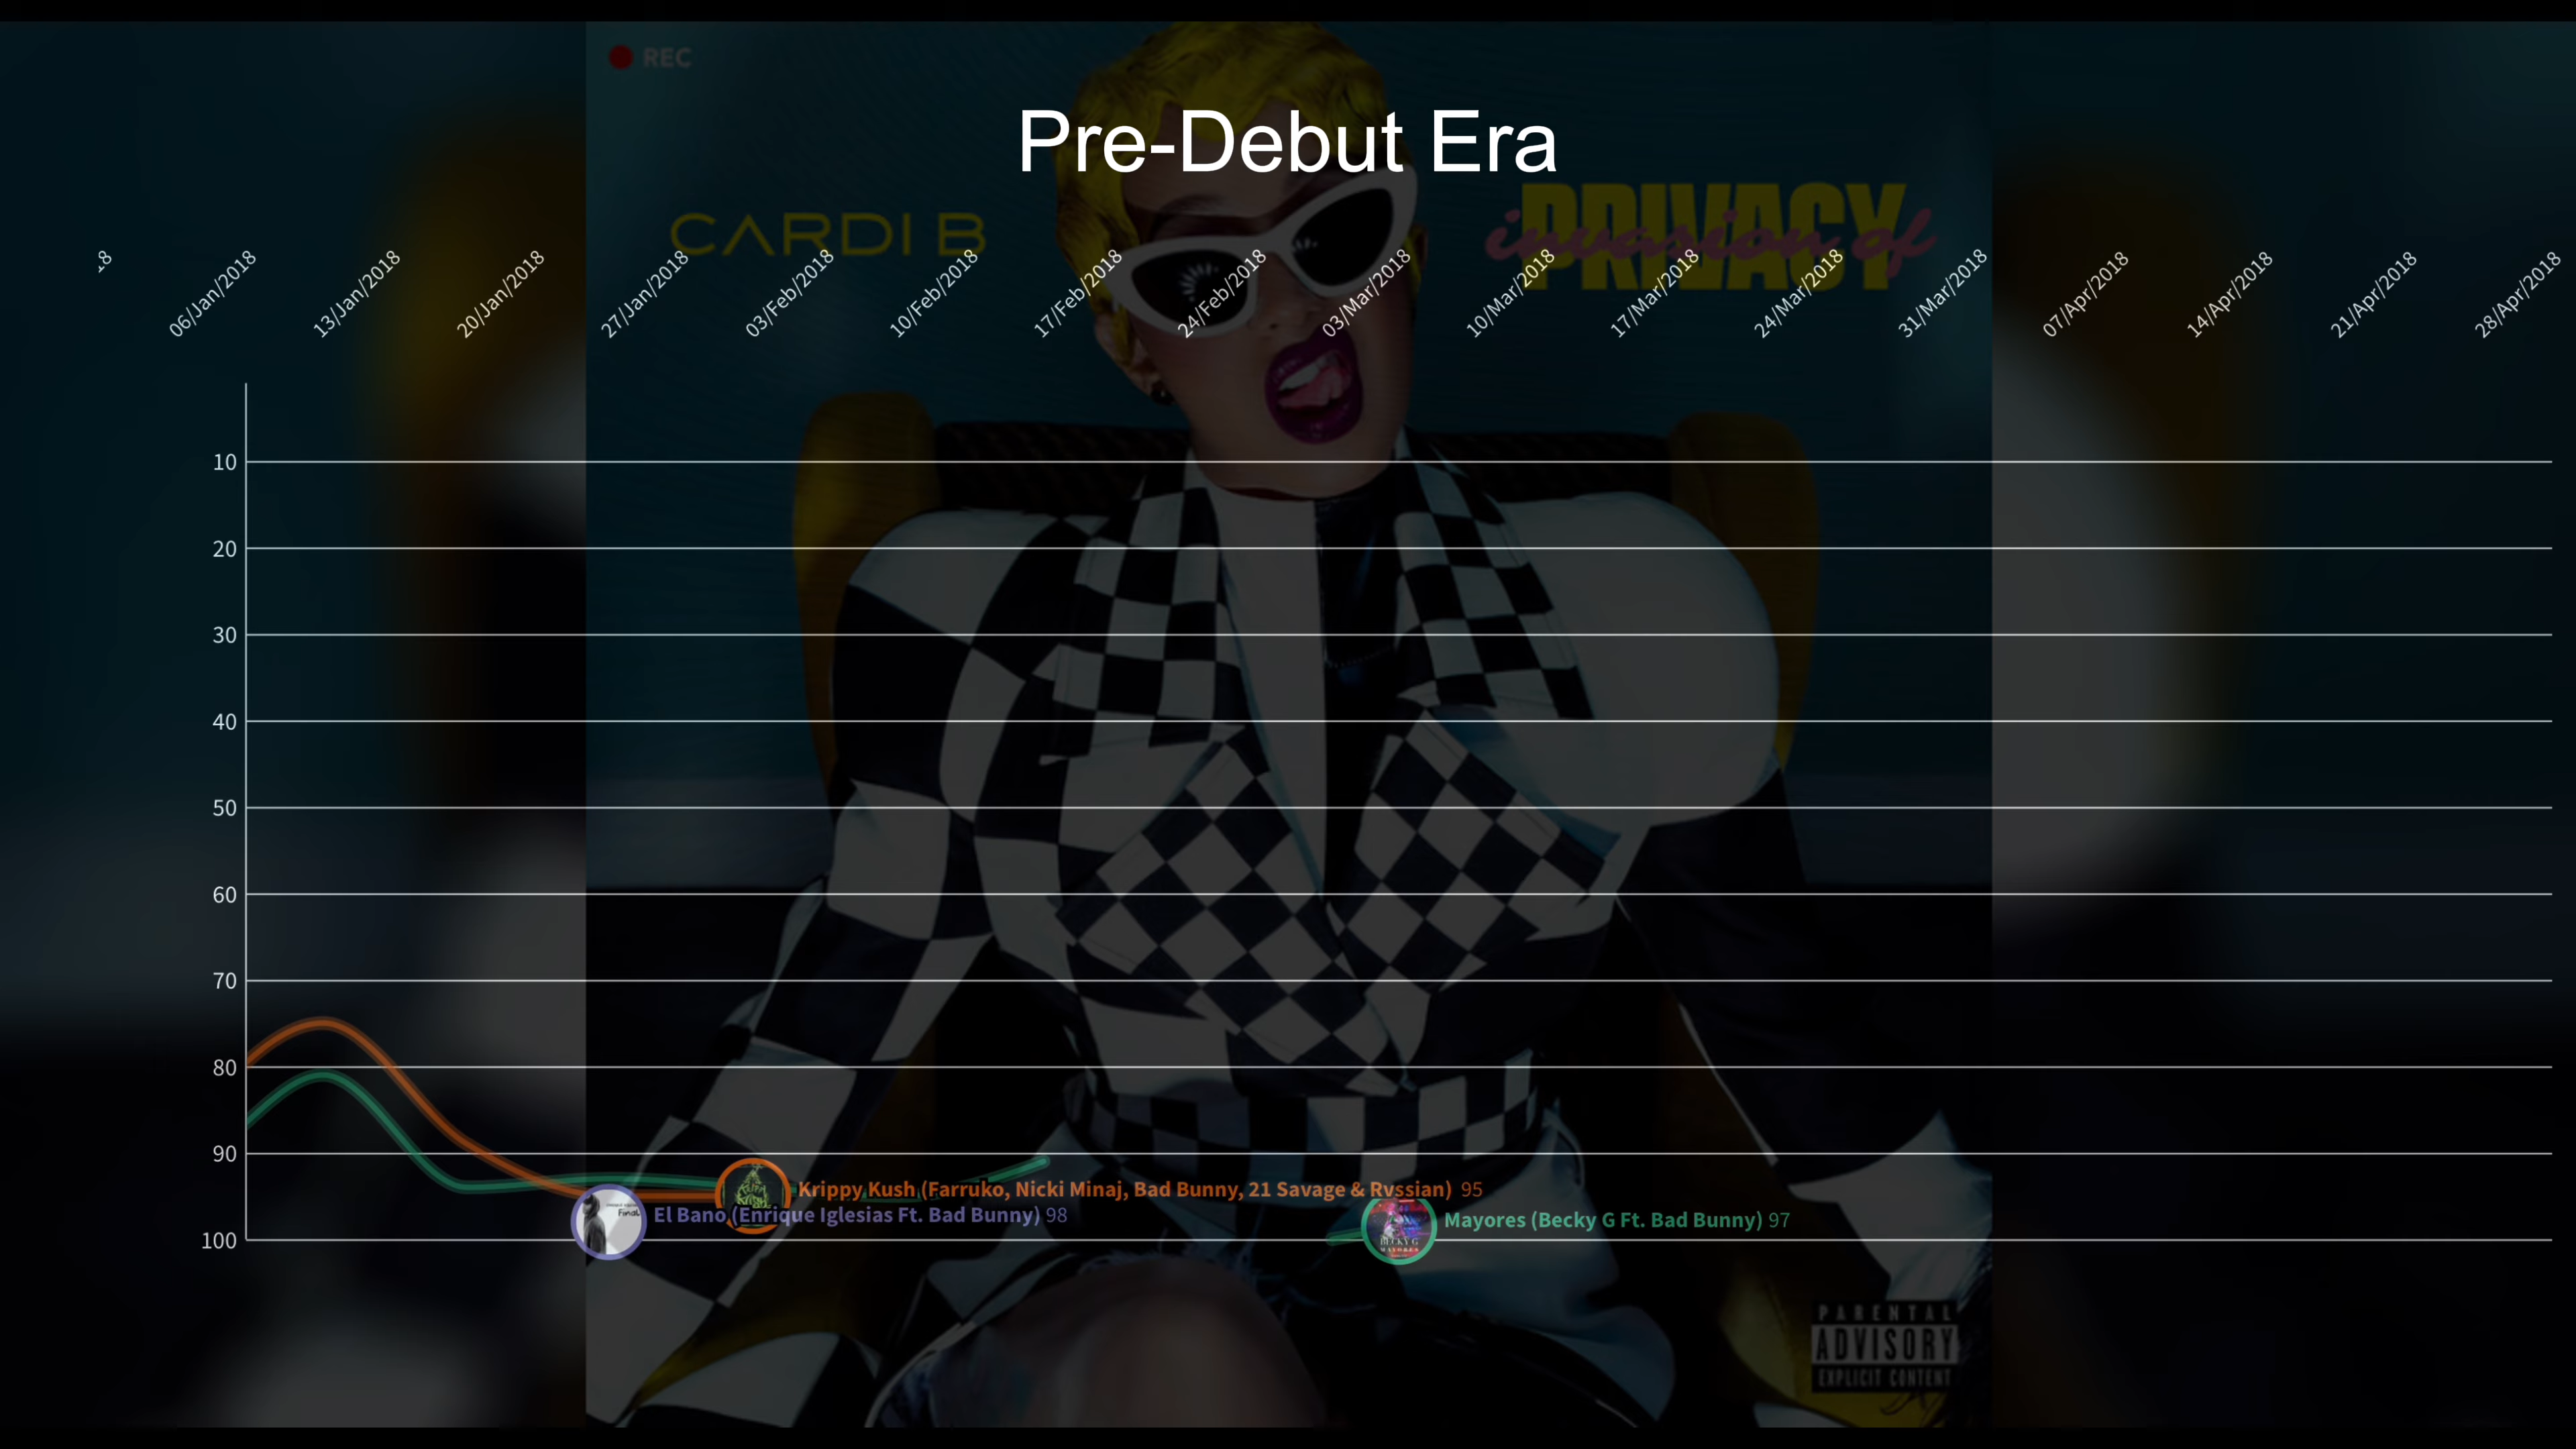 REC
Pre-Debut Era
CARDI B
invasion of
PRIVACY
18
06/Jan/2018
13/Jan/2018
20/Jan/2018
27/Jan/2018
03/Feb/2018
10/Feb/2018
17/Feb/2018
24/Feb/2018
03/Mar/2018
10/Mar/2018
17/Mar/2018
24/Mar/2018
31/Mar/2018
07/Apr/2018
14/Apr/2018
21/Apr/2018
28/Apr/2018
10
20
30
40
50
60
70
80
90
100
Krippy Kush (Farruko, Nicki Minaj, Bad Bunny, 21 Savage & Rvssian) 95
Final
El Bano (Enrique Iglesias Ft. Bad Bunny) 98
Mayores (Becky G Ft. Bad Bunny) 97
BECKY G
MAYORES
PARENTAL
ADVISORY
EXPLICIT CONTENT